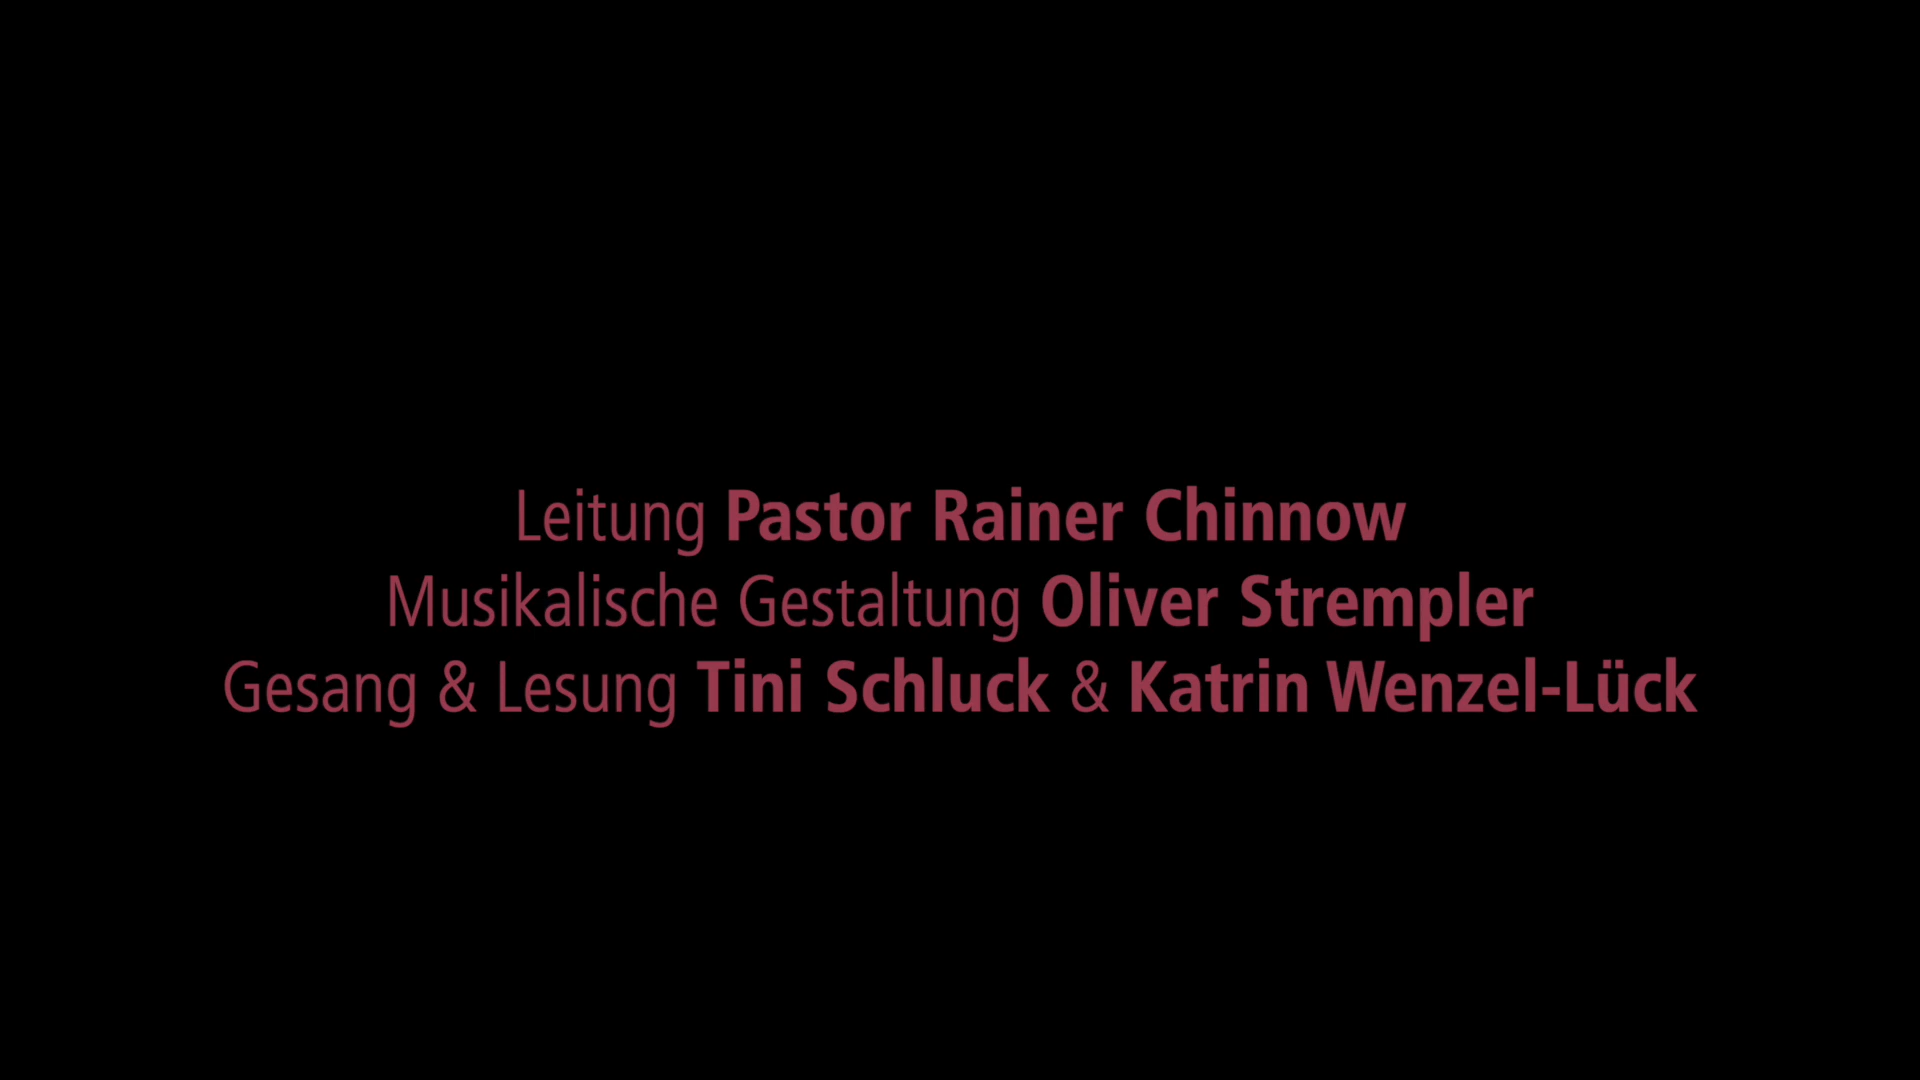 Leitung Pastor Rainer Chinnow
Musikalische Gestaltung Oliver Strempler
Gesang & Lesung Tini Schluck & Katrin Wenzel-Lück